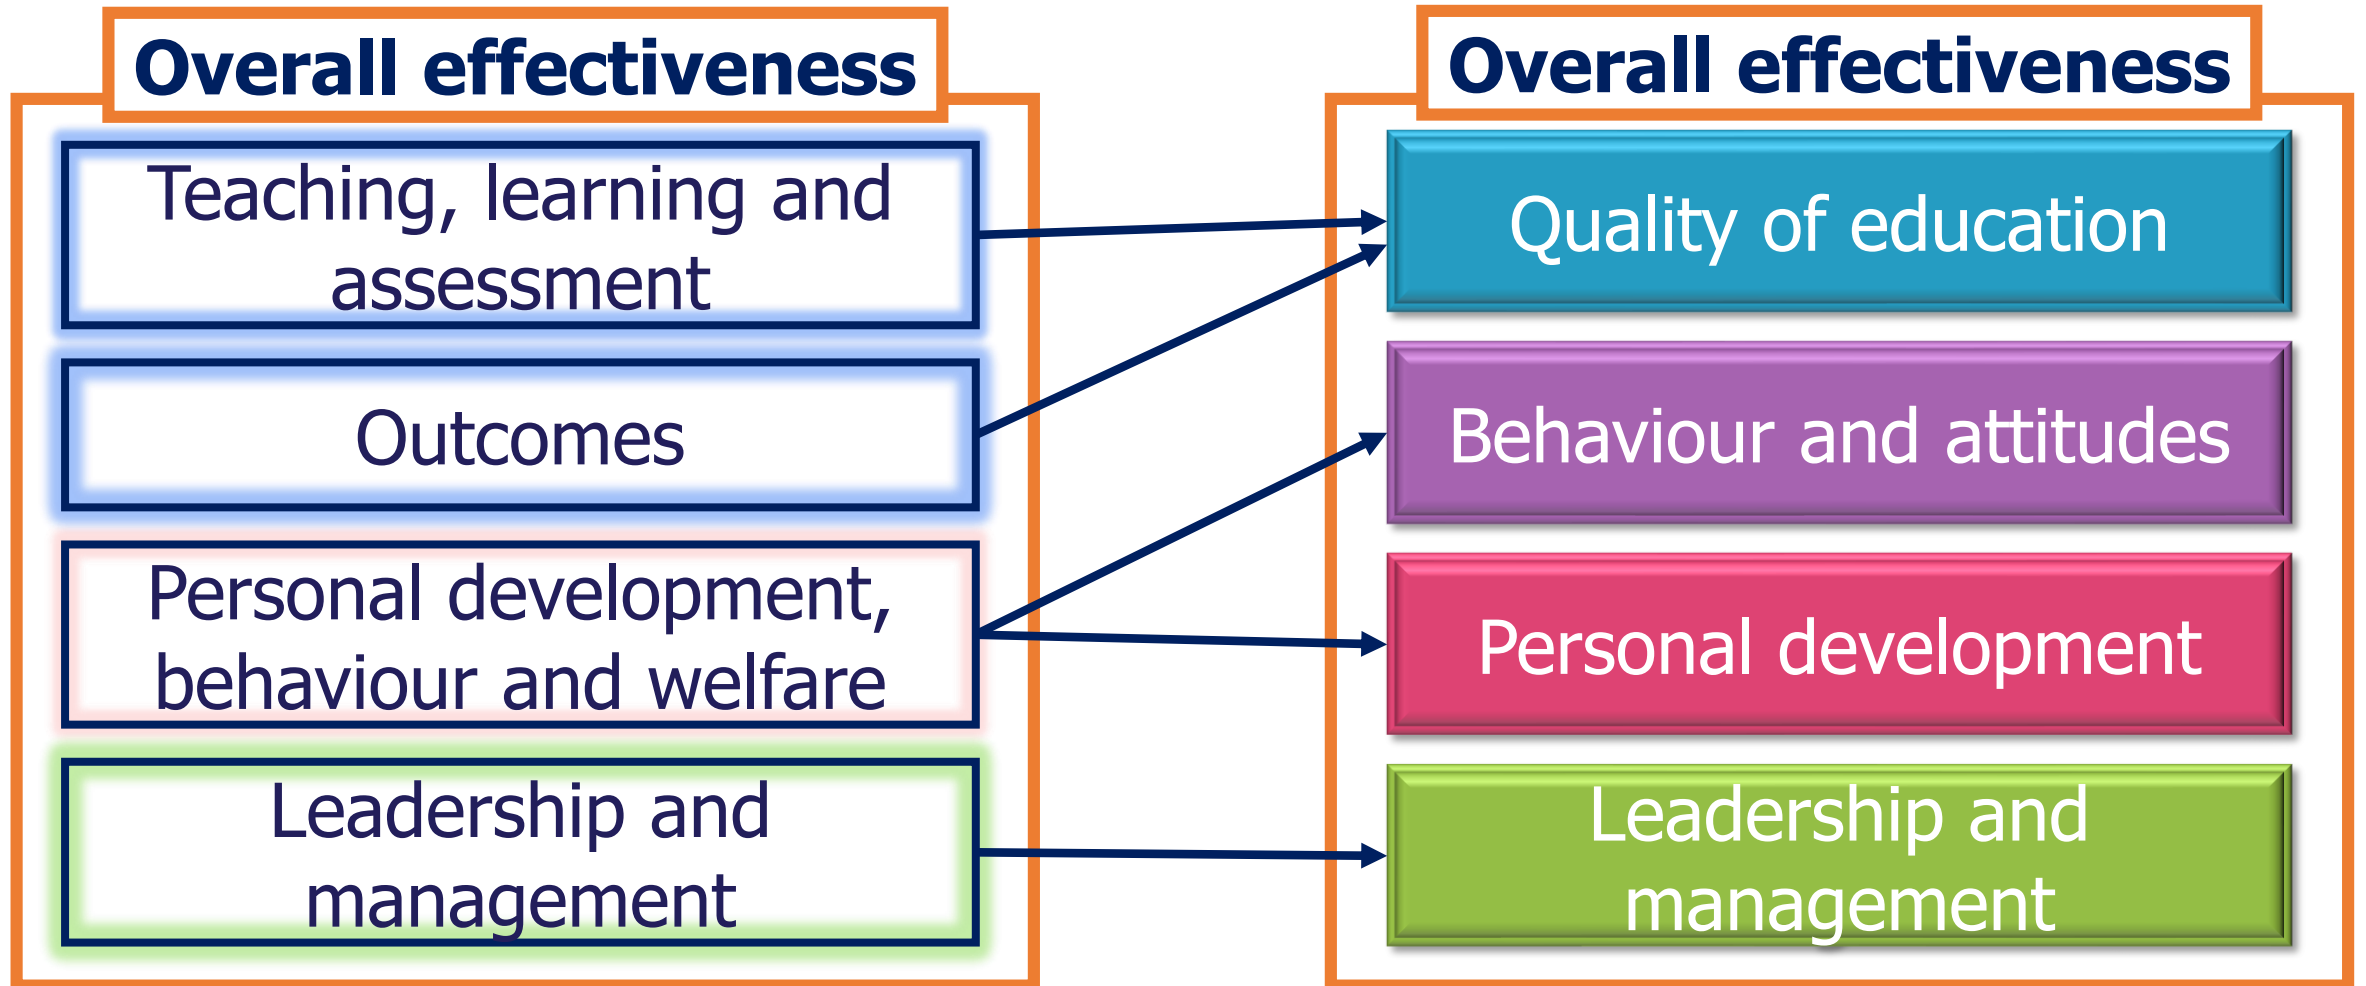 Overall effectiveness
Teaching, learning and
assessment
Outcomes
Personal development,
behaviour and welfare
Leadership and
management
Overall effectiveness
Quality of education
Behaviour and attitudes
Personal development
Leadership and
management